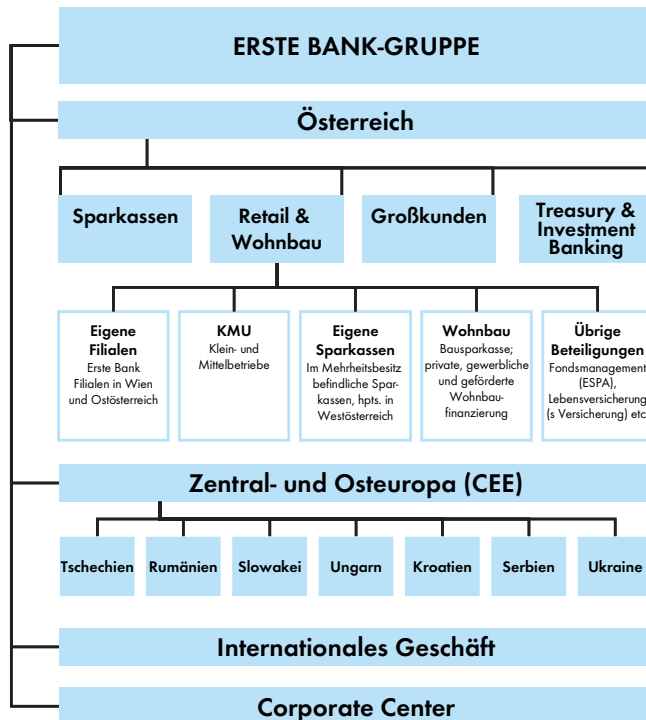 ERSTE BANK-GRUPPE
Österreich
Sparkassen
Retail &
Wohnbau
Großkunden
Treasury &
Investment
Banking
Eigene
Filialen
Erste Bank
Filialen in Wien
und Ostösterreich
KMU
Klein- und
Mittelbetriebe
Eigene
Sparkassen
Im Mehrheitsbesitz
befindliche Spar-
kassen, hpts. in
Westösterreich
Wohnbau
Bausparkasse;
private, gewerbliche
und geförderte
Wohnbau-
finanzierung
Übrige
Beteiligungen
Fondsmanagement
(ESPA),
Lebensversicherung
(s Versicherung) etc
Zentral- und Osteuropa (CEE)
Tschechien
Rumänien
Slowakei
Ungarn
Kroatien
Serbien
Ukraine
Internationales Geschäft
Corporate Center